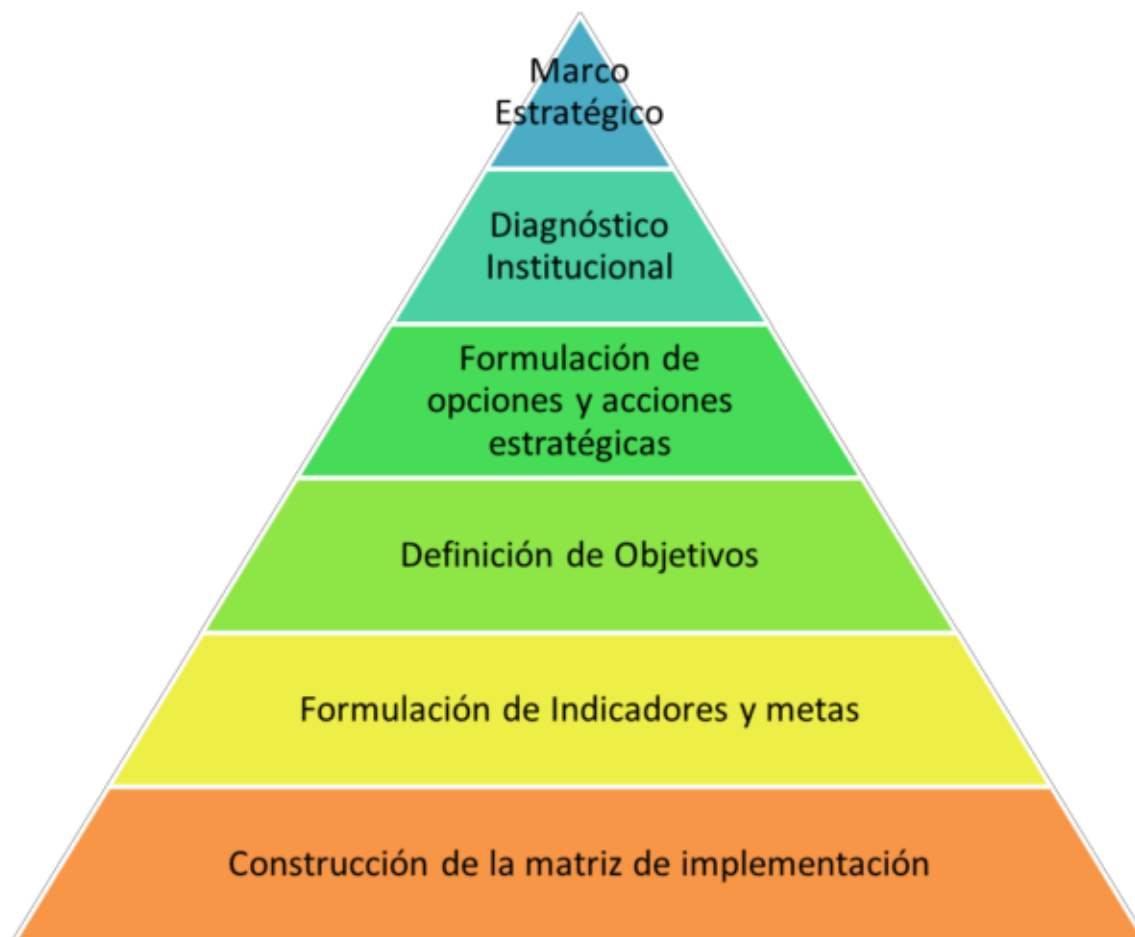 Marco
Estratégico
Diagnóstico
Institucional
Formulación de
opciones y acciones
estratégicas
Definición de Objetivos
Formulación de Indicadores y metas
Construcción de la matriz de implementación